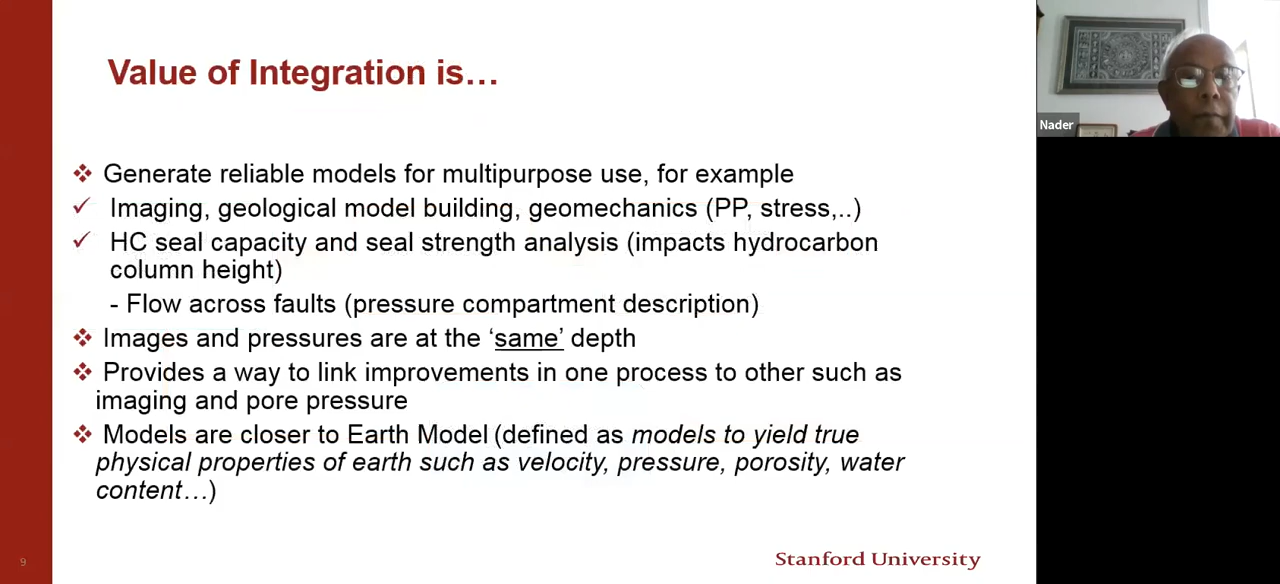 Value of Integration is…
❖ Generate reliable models for multipurpose use, for example
✓ Imaging, geological model building, geomechanics (PP, stress,..)
✓ HC seal capacity and seal strength analysis (impacts hydrocarbon
column height)
- Flow across faults (pressure compartment description)
❖ Images and pressures are at the ‘same’ depth
❖ Provides a way to link improvements in one process to other such as
imaging and pore pressure
❖ Models are closer to Earth Model (defined as models to yield true
physical properties of earth such as velocity, pressure, porosity, water
content…)
9
Stanford University
Nader